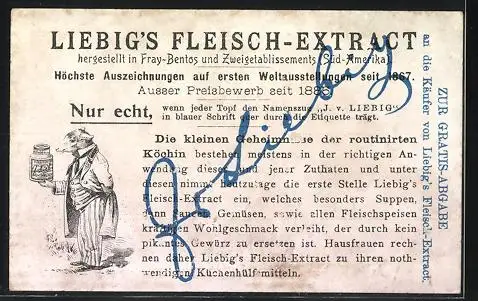 LIEBIG'S FLEISCH-EXTRACT
hergestellt in Fray-Bentos und Zweigetablissements (Süd-Amerika).
Höchste Auszeichnungen auf ersten Weltausstellungen seit 1867.
Ausser Preisbewerb seit 1885
Nur echt,
wenn jeder Topf den Namenszug „J. v. LIEBIG"
in blauer Schrift der durch die Etiquette trägt.
Die kleinen der routinirten
Köchin bestehen meistens in der richtigen An-
wendung dieser und jener Zuthaten und unter
diesen nimmt heutzutage die erste Stelle Liebig's
Fleisch-Extract ein, welches besonders Suppen,
dann auch Gemüsen, sowie allen Fleischspeisen
Wohlgeschmack verleiht, der durch kein
pikantes Gewürz zu ersetzen ist. Hausfrauen rech-
nen daher Liebig's Fleisch-Extract zu ihren noth-
wendigen Küchenhülfsmitteln.
J. v. Liebig
ZUR GRATIS-ABGABE
an die Käufer von Liebig's Fleisch-Extract.